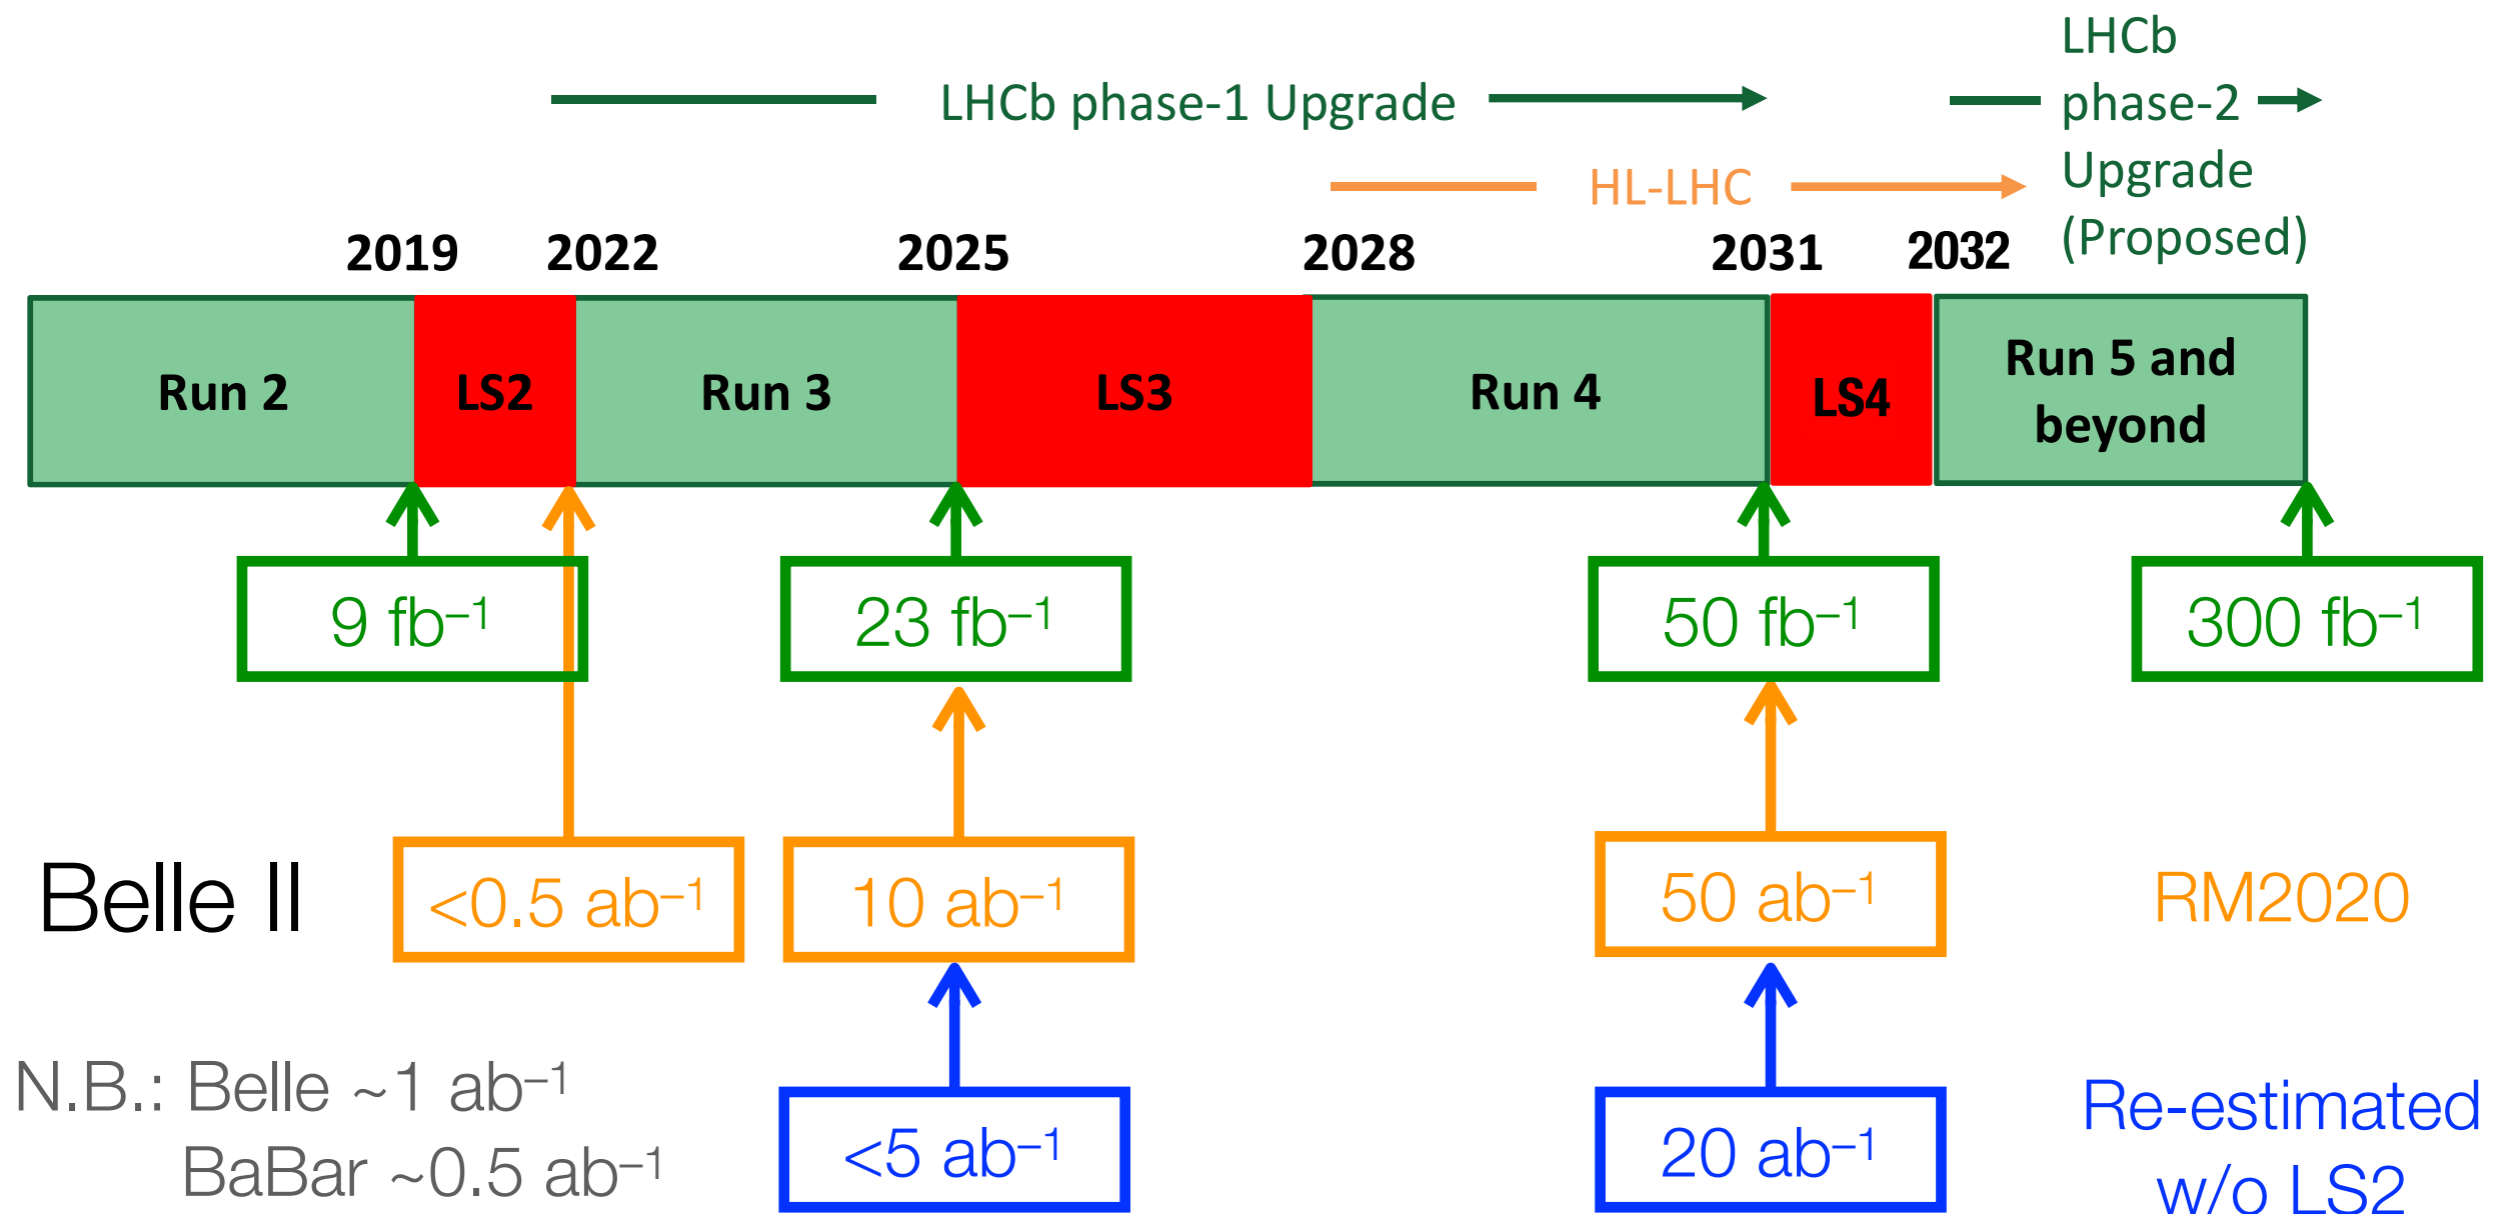 LHCb
LHCb phase-1 Upgrade
phase-2
HL-LHC
Upgrade
(Proposed)
2019 2022 2025 2028 2031 2032
Run 2 LS2 Run 3 LS3 Run 4 LS4 Run 5 and
beyond
9 fb⁻¹ 23 fb⁻¹ 50 fb⁻¹ 300 fb⁻¹
Belle II <0.5 ab⁻¹ 10 ab⁻¹ 50 ab⁻¹ RM2020
N.B.: Belle ~1 ab⁻¹
BaBar ~0.5 ab⁻¹
<5 ab⁻¹ 20 ab⁻¹
Re-estimated
w/o LS2